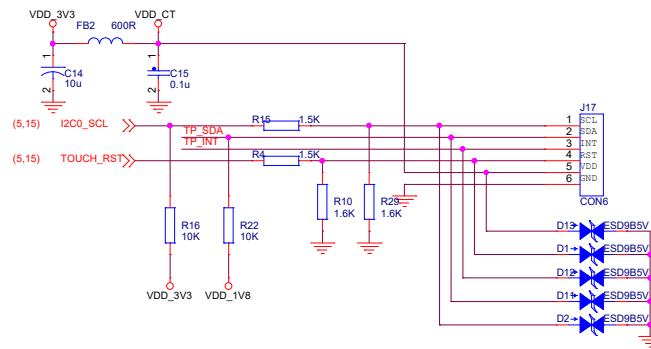 VDD_3V3 VDD_CT
FB2 600R
1 1
C14 C15
10u 0.1u
2 2
J17
(5,15) I2C0_SCL R15 1.5K 1 SCL
TP_SDA 2 SDA
TP_INT 3 INT
(5,15) TOUCH_RST R4 1.5K 4 RST
5 VDD
6 GND
CON6
R10 R29
1.6K 1.6K
R16 R22
10K 10K
D13 ESD9B5V
D1 ESD9B5V
D12 ESD9B5V
VDD_3V3 VDD_1V8
D11 ESD9B5V
D2 ESD9B5V